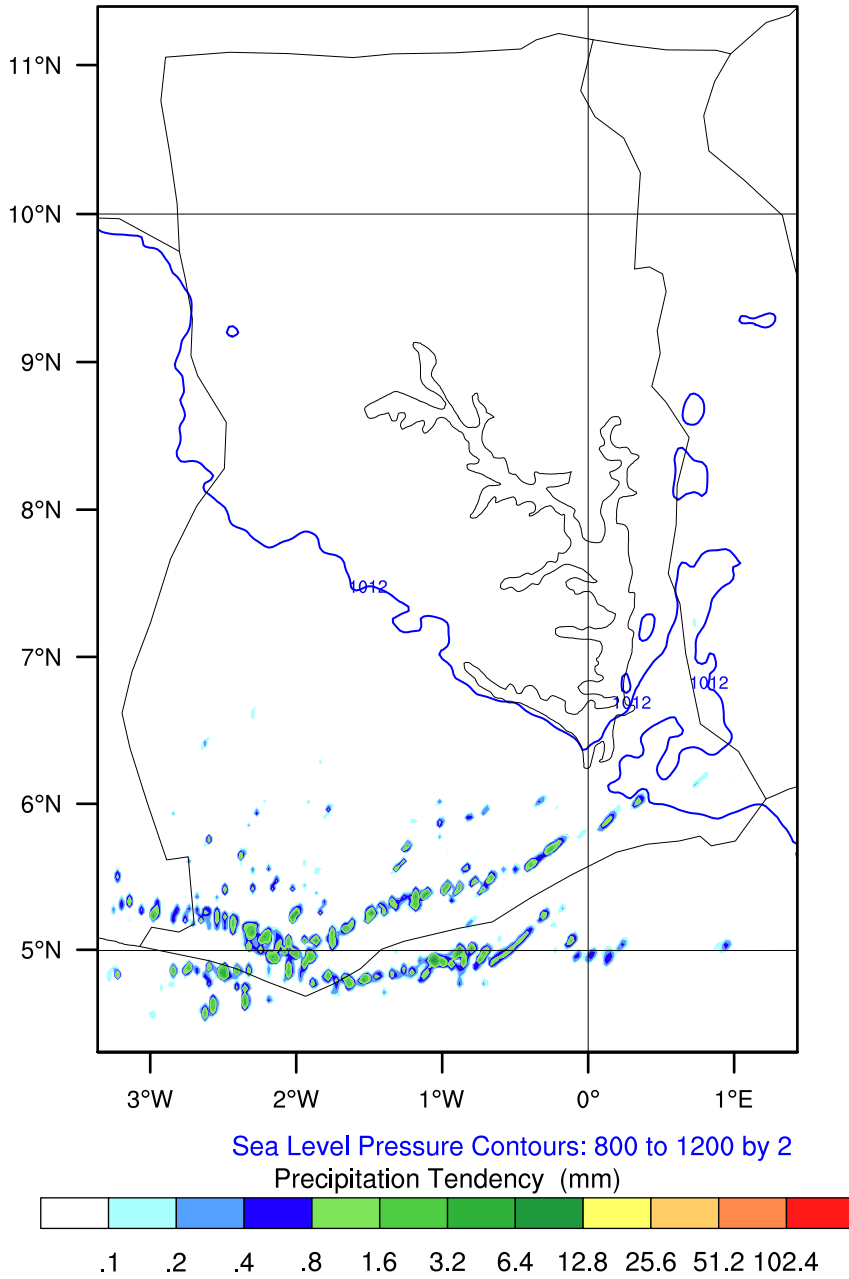 11°N
10°N
9°N
8°N
1012
7°N
1012
1012
6°N
5°N
3°W 2°W 1°W 0° 1°E
Sea Level Pressure Contours: 800 to 1200 by 2
Precipitation Tendency (mm)
.1 .2 .4 .8 1.6 3.2 6.4 12.8 25.6 51.2 102.4